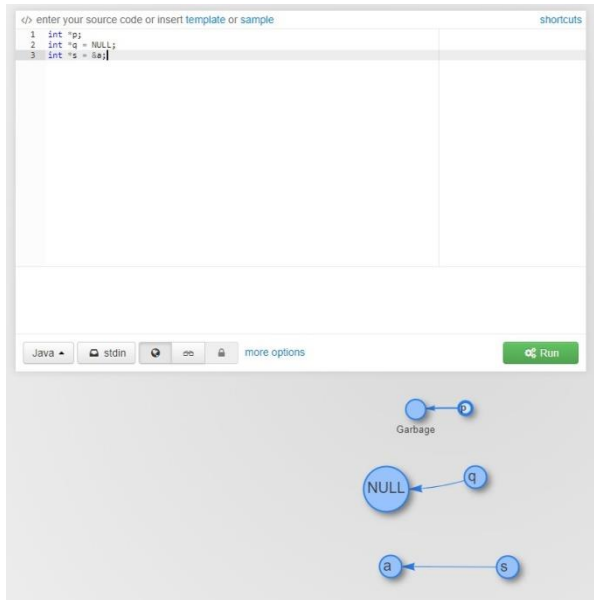 </> enter your source code or insert template or sample shortcuts
1 int *p;
2 int *q = NULL;
3 int *s = &a;
Java stdin more options Run
p
Garbage
NULL q
a s